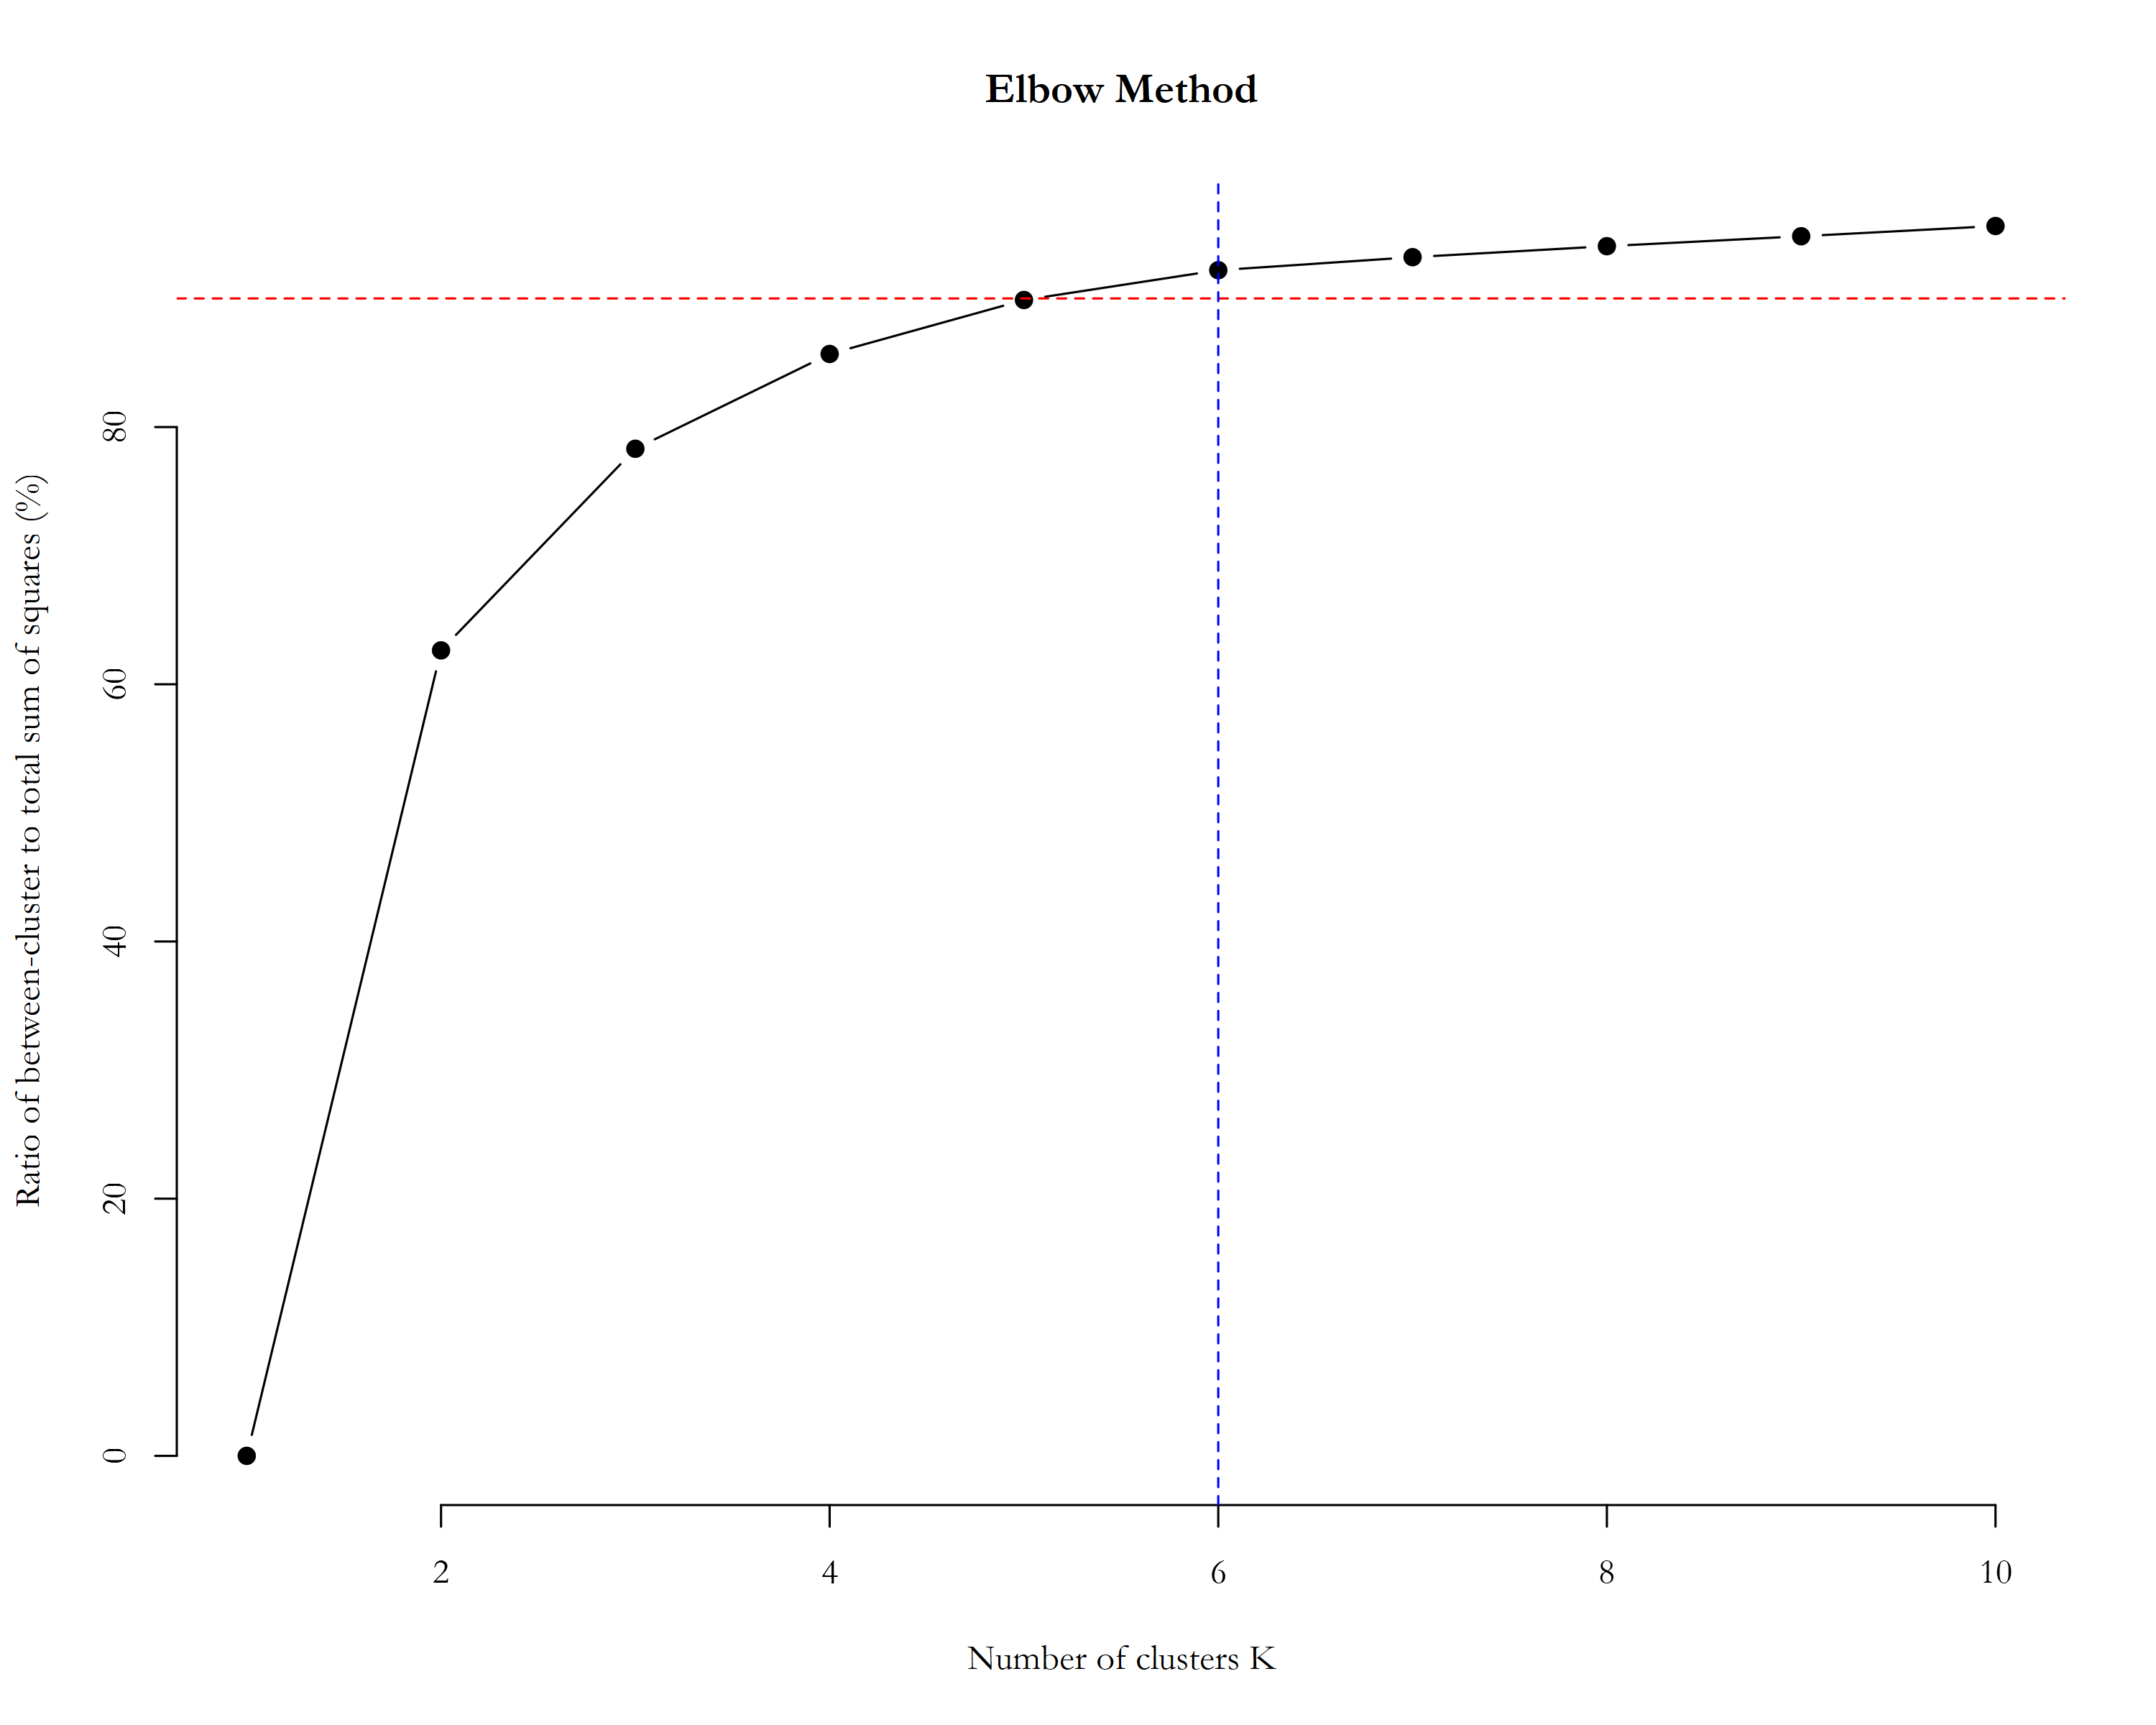 Elbow Method
Ratio of between-cluster to total sum of squares (%)
80
60
40
20
0
2 4 6 8 10
Number of clusters K